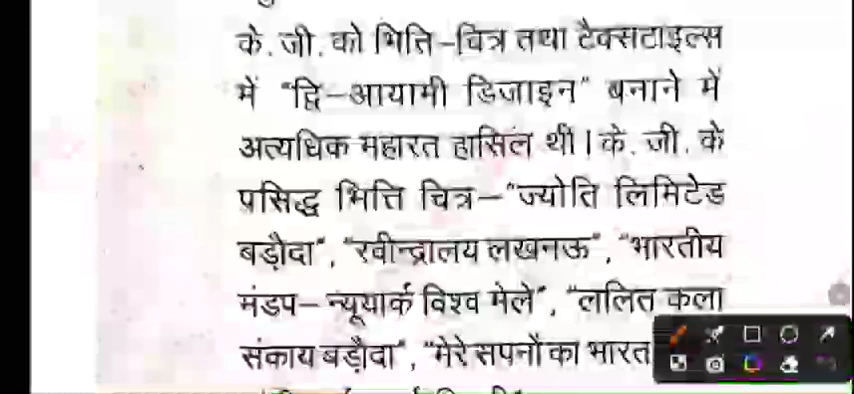 के. जी. को भित्ति-चित्र तथा टैक्सटाइल्स
में "द्वि-आयामी डिजाइन" बनाने में
अत्यधिक महारत हासिल थी। के. जी. के
प्रसिद्ध भित्ति चित्र-"ज्योति लिमिटेड
बड़ौदा", "रवीन्द्रालय लखनऊ", "भारतीय
मंडप-न्यूयार्क विश्व मेले", "ललित कला
संकाय बड़ौदा", "मेरे सपनों का भारत